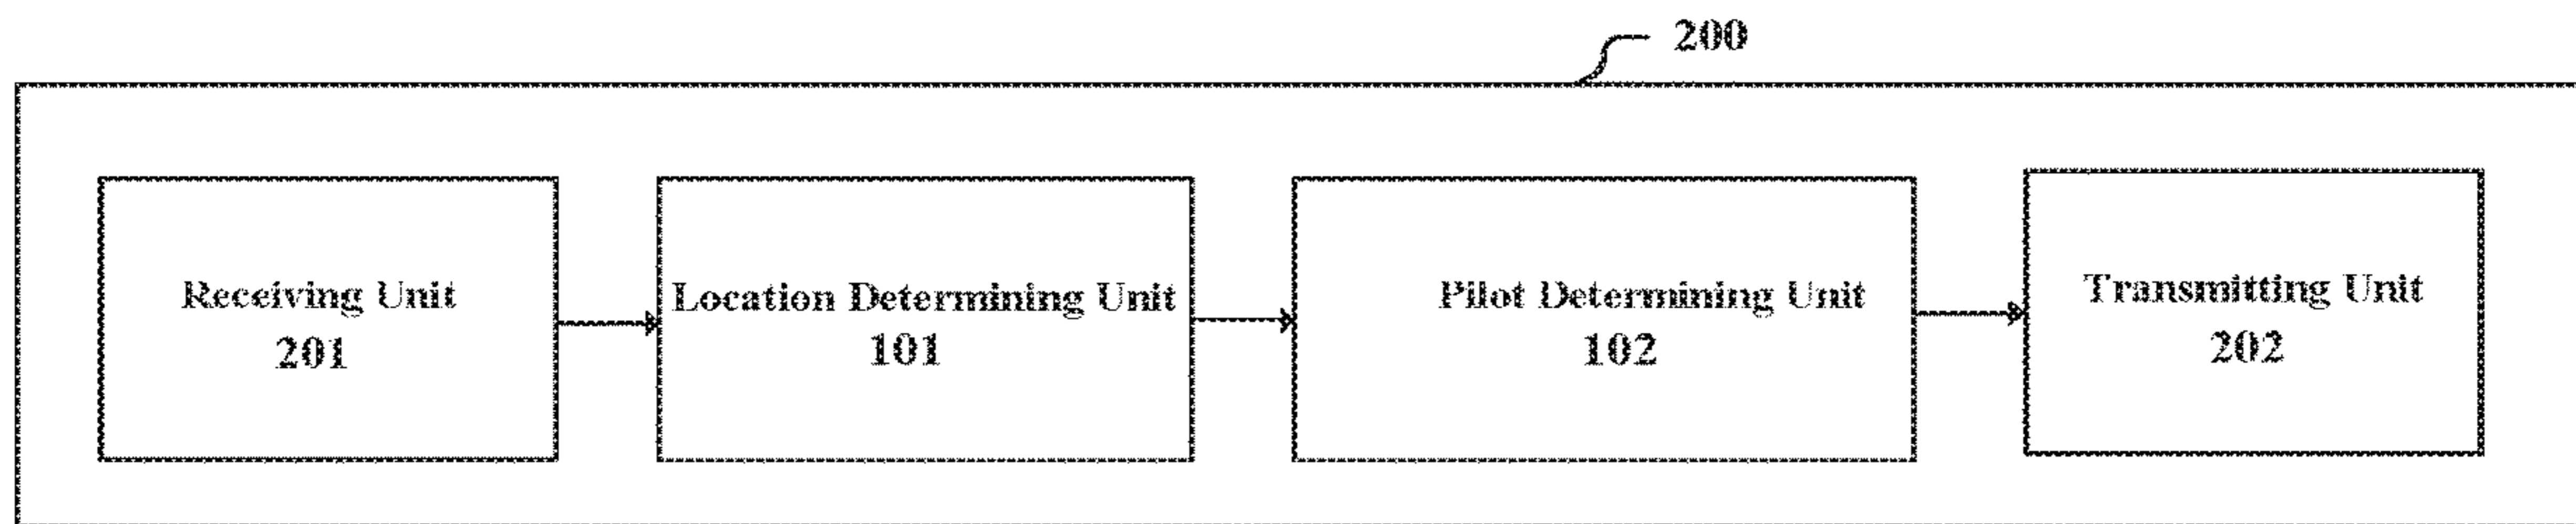 200
Receiving Unit
201
Location Determining Unit
101
Pilot Determining Unit
102
Transmitting Unit
202